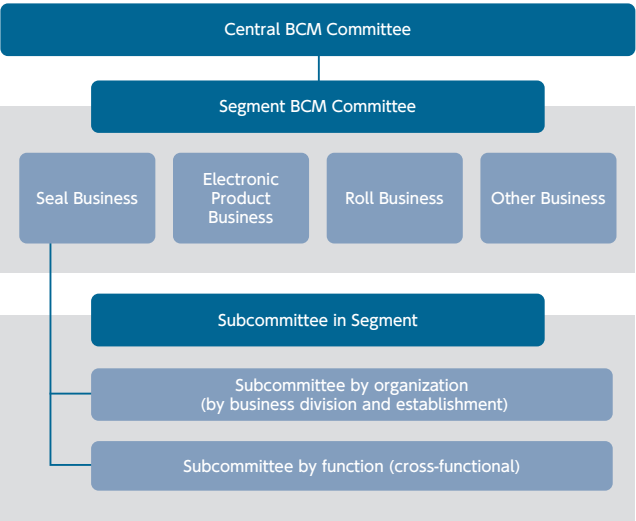 Central BCM Committee
Segment BCM Committee
Seal Business
Electronic
Product
Business
Roll Business
Other Business
Subcommittee in Segment
Subcommittee by organization
(by business division and establishment)
Subcommittee by function (cross-functional)